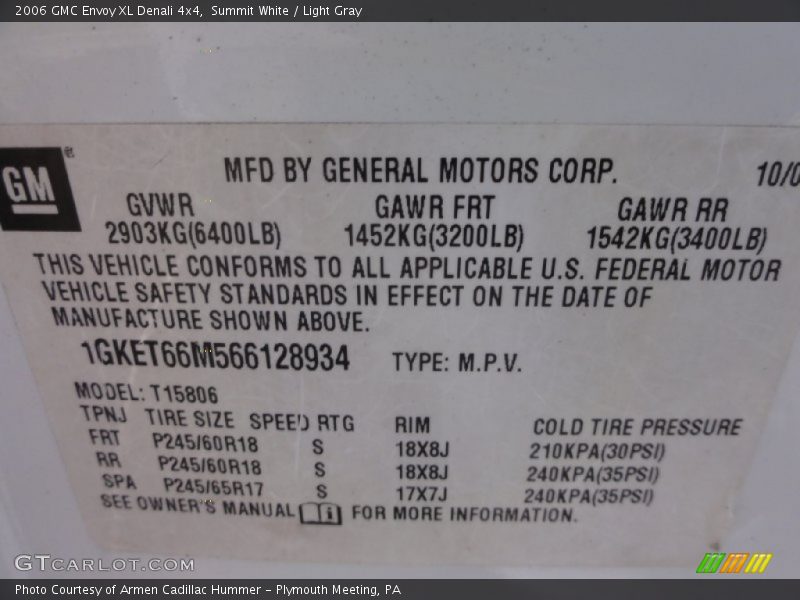 2006 GMC Envoy XL Denali 4x4,  Summit White / Light Gray
GM
MFD BY GENERAL MOTORS CORP. 10/0
GVWR GAWR FRT GAWR RR
2903KG(6400LB) 1452KG(3200LB) 1542KG(3400LB)
THIS VEHICLE CONFORMS TO ALL APPLICABLE U.S. FEDERAL MOTOR
VEHICLE SAFETY STANDARDS IN EFFECT ON THE DATE OF
MANUFACTURE SHOWN ABOVE.
1GKET66M566128934 TYPE: M.P.V.
MODEL: T15806
TPNJ TIRE SIZE SPEED RTG RIM COLD TIRE PRESSURE
FRT P245/60R18 S 18X8J 210KPA(30PSI)
RR P245/60R18 S 18X8J 240KPA(35PSI)
SPA P245/65R17 S 17X7J 240KPA(35PSI)
SEE OWNER'S MANUAL FOR MORE INFORMATION.
GTCARLOT.COM
Photo Courtesy of Armen Cadillac Hummer - Plymouth Meeting, PA